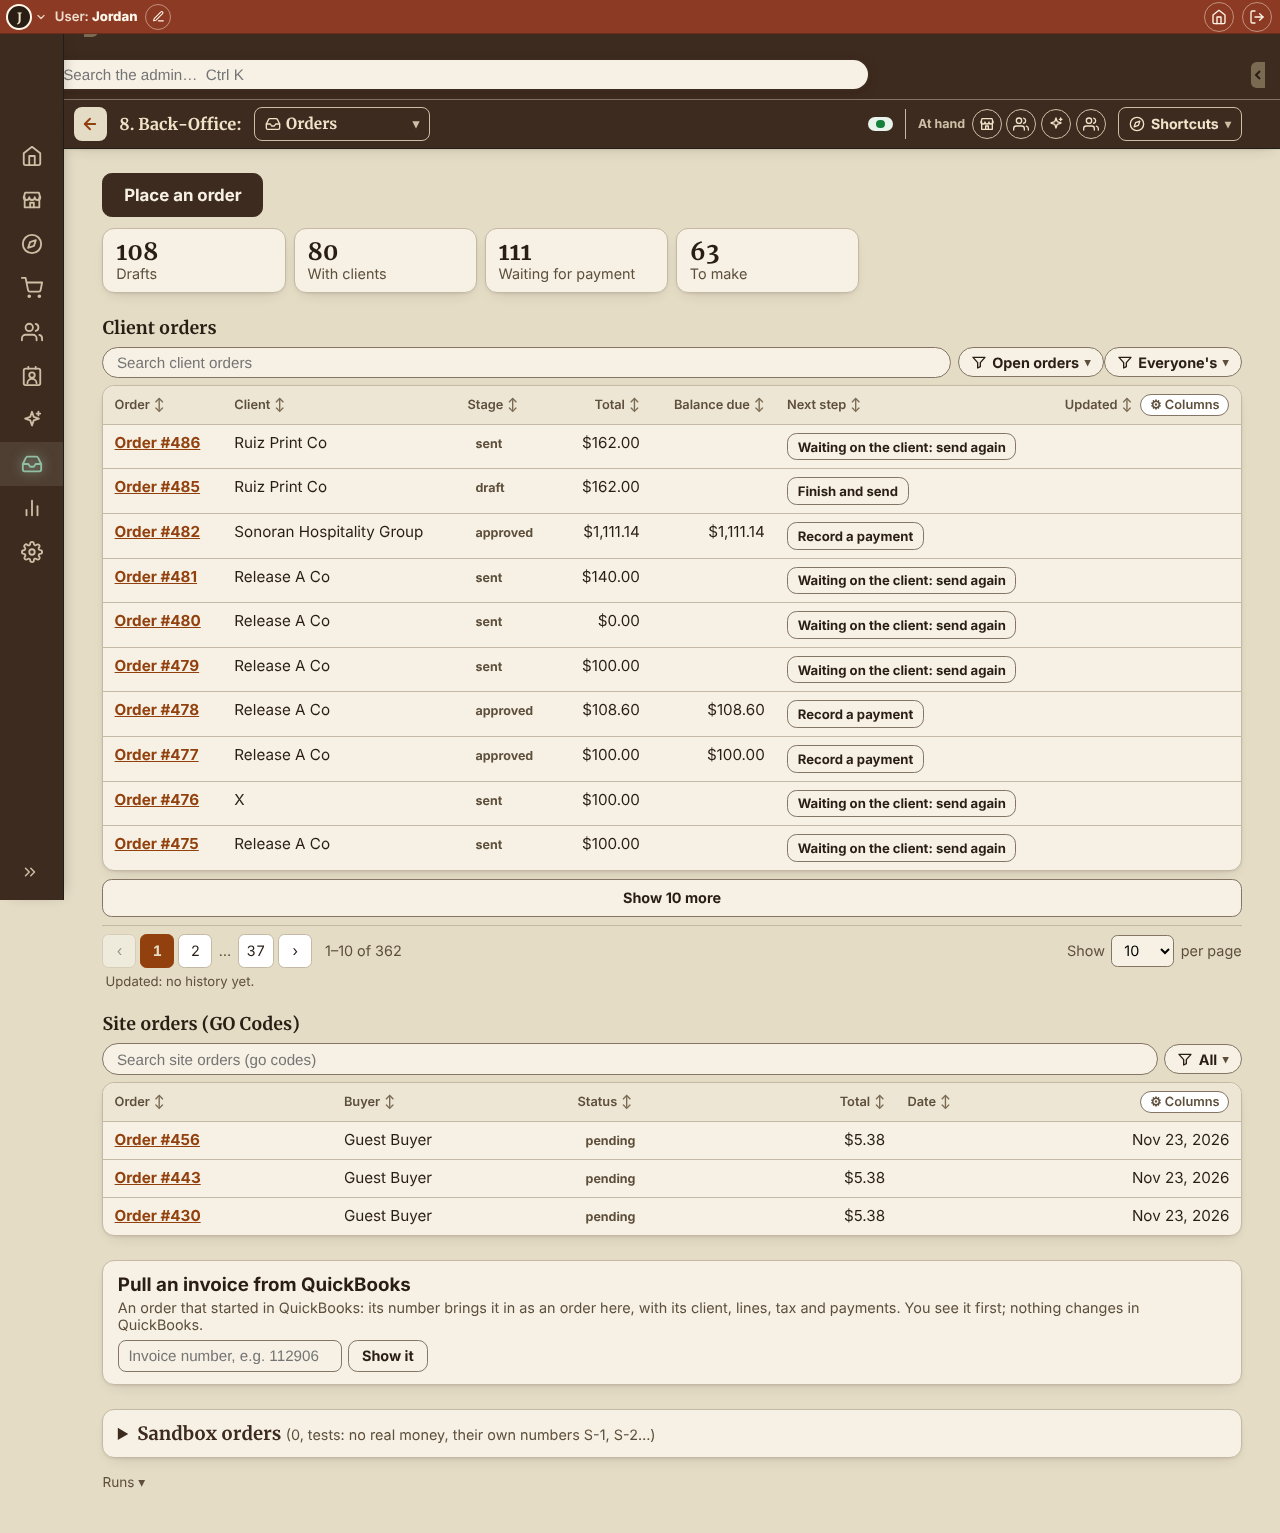 J User: Jordan
Search the admin… Ctrl K
8. Back-Office: Orders ▾ At hand Shortcuts ▾
Place an order
108 80 111 63
Drafts With clients Waiting for payment To make
Client orders
Search client orders Open orders ▾ Everyone's ▾
Order Client Stage Total Balance due Next step Updated Columns
Order #486 Ruiz Print Co sent $162.00 Waiting on the client: send again
Order #485 Ruiz Print Co draft $162.00 Finish and send
Order #482 Sonoran Hospitality Group approved $1,111.14 $1,111.14 Record a payment
Order #481 Release A Co sent $140.00 Waiting on the client: send again
Order #480 Release A Co sent $0.00 Waiting on the client: send again
Order #479 Release A Co sent $100.00 Waiting on the client: send again
Order #478 Release A Co approved $108.60 $108.60 Record a payment
Order #477 Release A Co approved $100.00 $100.00 Record a payment
Order #476 X sent $100.00 Waiting on the client: send again
Order #475 Release A Co sent $100.00 Waiting on the client: send again
Show 10 more
‹ 1 2 … 37 › 1–10 of 362 Show 10 per page
Updated: no history yet.
Site orders (GO Codes)
Search site orders (go codes) All ▾
Order Buyer Status Total Date Columns
Order #456 Guest Buyer pending $5.38 Nov 23, 2026
Order #443 Guest Buyer pending $5.38 Nov 23, 2026
Order #430 Guest Buyer pending $5.38 Nov 23, 2026
Pull an invoice from QuickBooks
An order that started in QuickBooks: its number brings it in as an order here, with its client, lines, tax and payments. You see it first; nothing changes in
QuickBooks.
Invoice number, e.g. 112906 Show it
Sandbox orders (0, tests: no real money, their own numbers S-1, S-2…)
Runs ▾